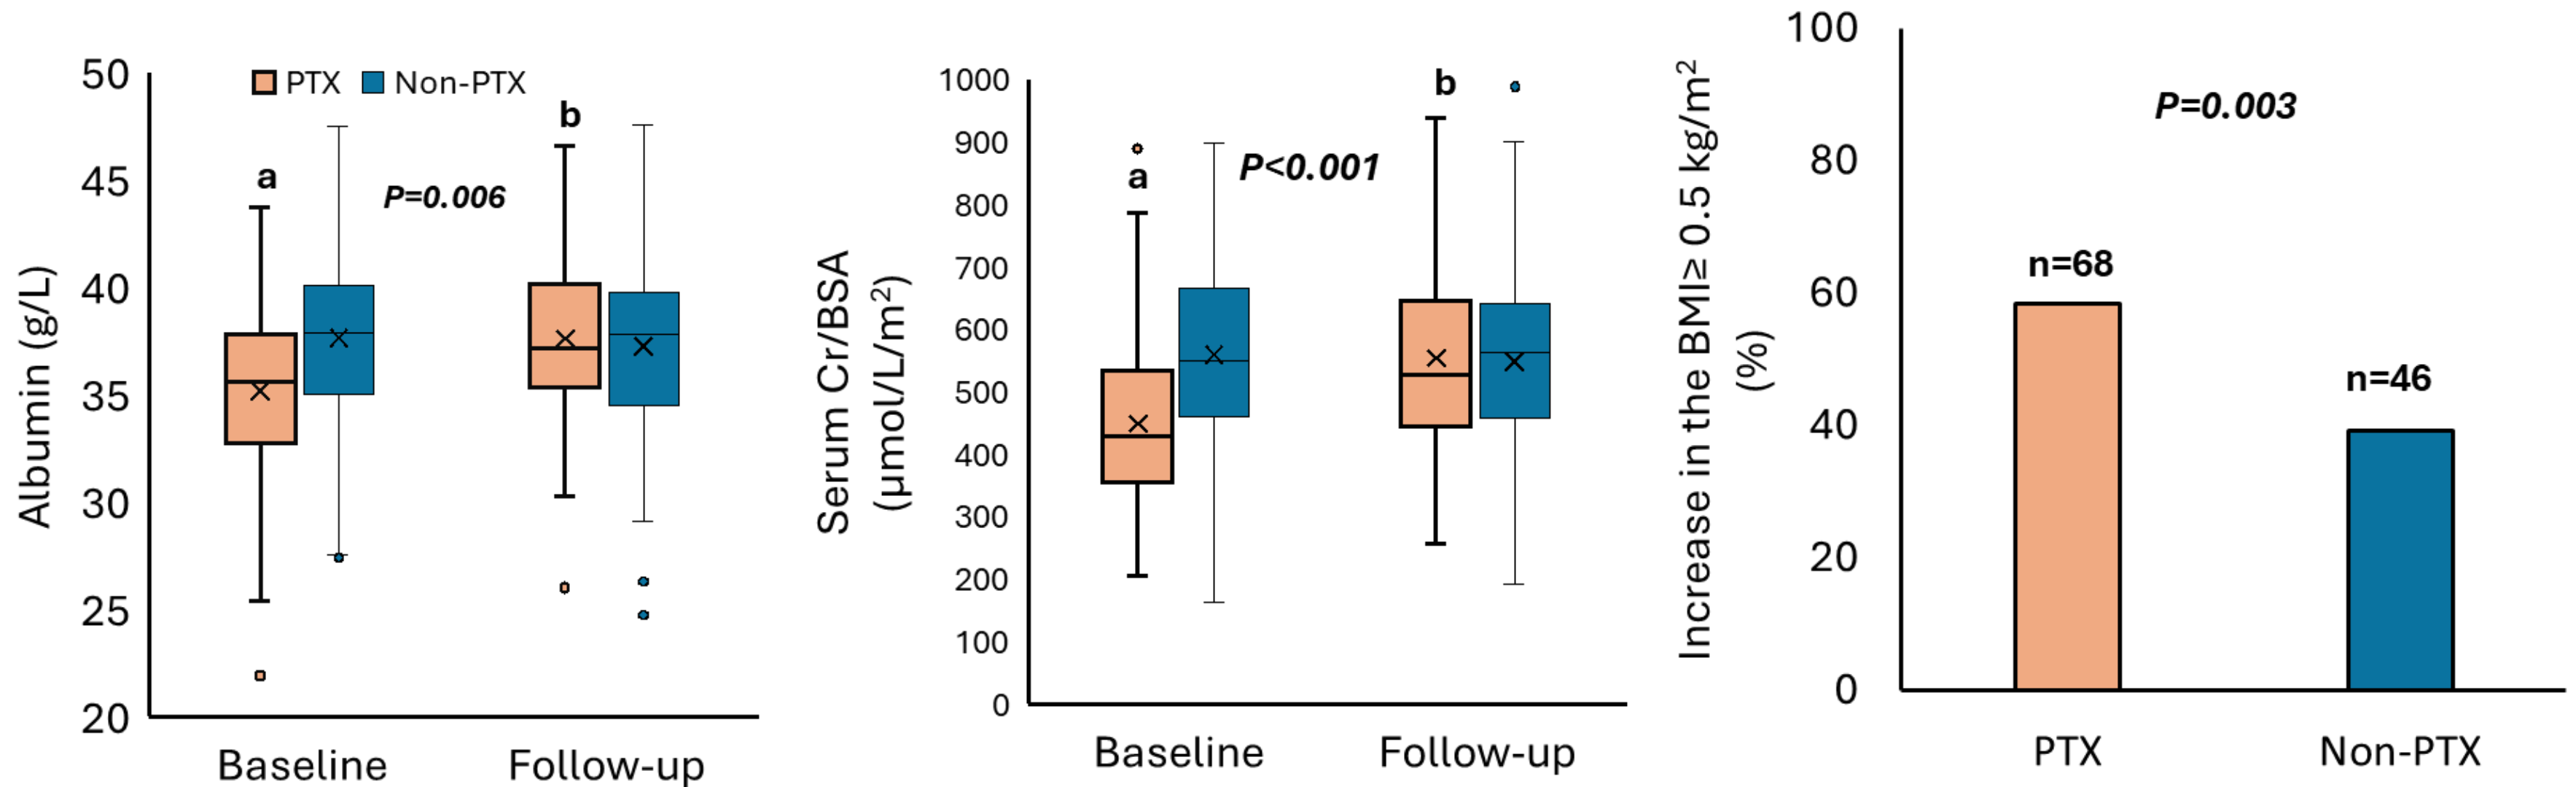 Albumin (g/L)
50
45
40
35
30
25
20
PTX
Non-PTX
a
b
P=0.006
Baseline
Follow-up
Serum Cr/BSA
(µmol/L/m²)
1000
900
800
700
600
500
400
300
200
100
0
a
b
P<0.001
Baseline
Follow-up
Increase in the BMI≥ 0.5 kg/m²
(%)
100
80
60
40
20
0
P=0.003
n=68
n=46
PTX
Non-PTX